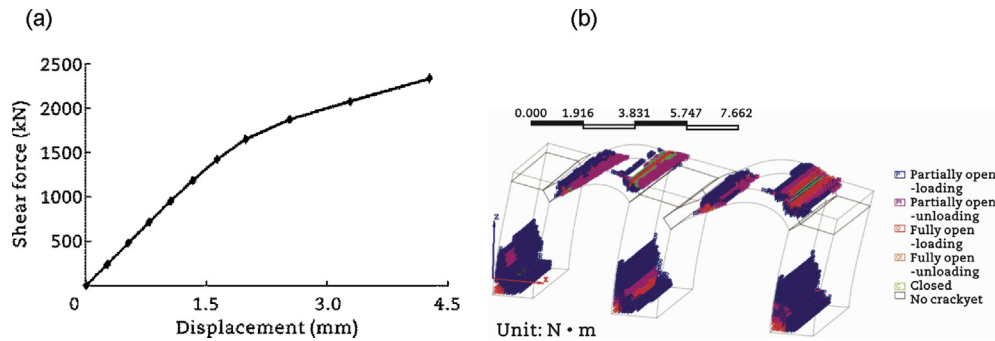 (a)
(b)
2500
2000
1500
1000
500
0
1.5
3.0
4.5
Shear force (kN)
Displacement (mm)
0.000 1.916 3.831 5.747 7.662
Z
X
Partially open
-loading
Partially open
-unloading
Fully open
-loading
Fully open
-unloading
Closed
No crackyet
Unit: N • m